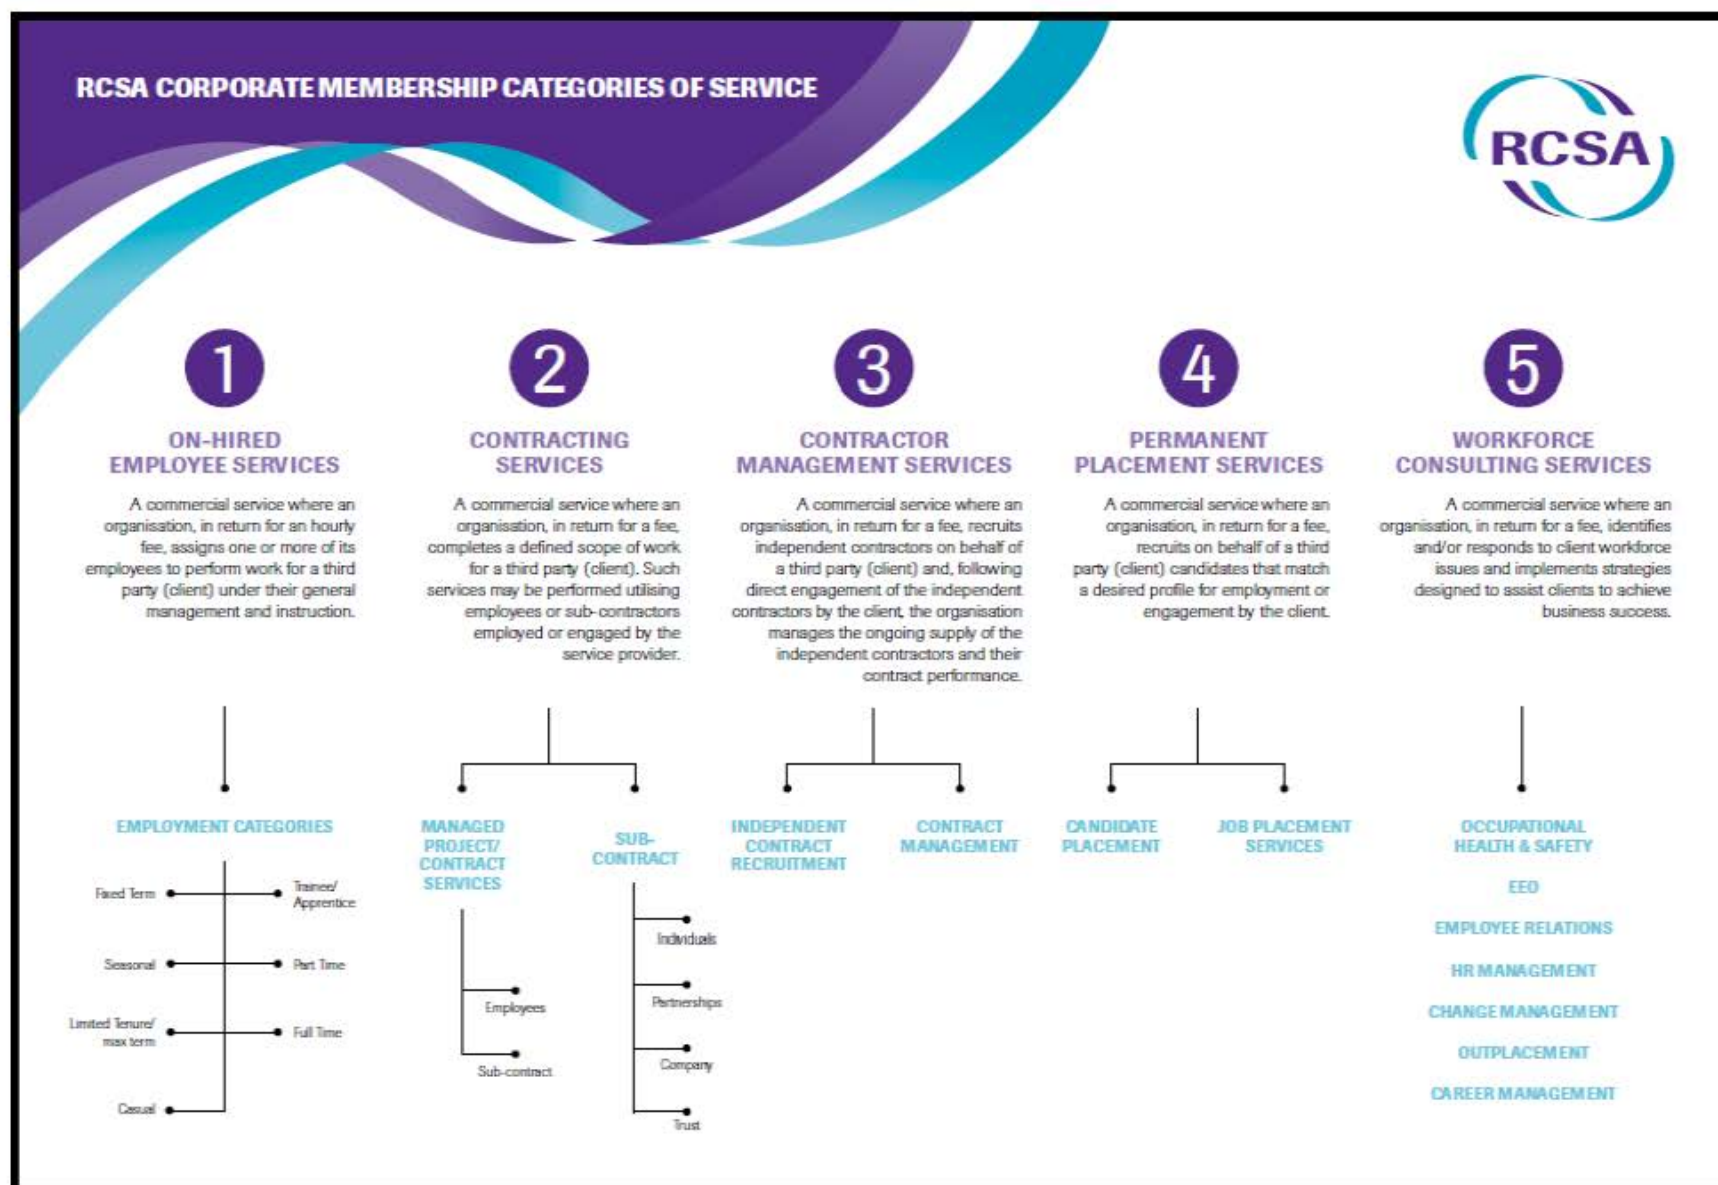 RCSA CORPORATE MEMBERSHIP CATEGORIES OF SERVICE
RCSA
1
ON-HIRED
EMPLOYEE SERVICES
A commercial service where an
organisation, in return for an hourly
fee, assigns one or more of its
employees to perform work for a third
party (client) under their general
management and instruction.
EMPLOYMENT CATEGORIES
Fixed Term
Trainee/
Apprentice
Seasonal
Part Time
Limited Tenure/
max term
Full Time
Casual
2
CONTRACTING
SERVICES
A commercial service where an
organisation, in return for a fee,
completes a defined scope of work
for a third party (client). Such
services may be performed utilising
employees or sub-contractors
employed or engaged by the
service provider.
MANAGED
PROJECT/
CONTRACT
SERVICES
Employees
Sub-contract
SUB-
CONTRACT
Individuals
Partnerships
Company
Trust
3
CONTRACTOR
MANAGEMENT SERVICES
A commercial service where an
organisation, in return for a fee, recruits
independent contractors on behalf of
a third party (client) and, following
direct engagement of the independent
contractors by the client, the organisation
manages the ongoing supply of the
independent contractors and their
contract performance.
INDEPENDENT
CONTRACT
RECRUITMENT
CONTRACT
MANAGEMENT
4
PERMANENT
PLACEMENT SERVICES
A commercial service where an
organisation, in return for a fee,
recruits on behalf of a third
party (client) candidates that match
a desired profile for employment or
engagement by the client.
CANDIDATE
PLACEMENT
JOB PLACEMENT
SERVICES
5
WORKFORCE
CONSULTING SERVICES
A commercial service where an
organisation, in return for a fee, identifies
and/or responds to client workforce
issues and implements strategies
designed to assist clients to achieve
business success.
OCCUPATIONAL
HEALTH & SAFETY
EEO
EMPLOYEE RELATIONS
HR MANAGEMENT
CHANGE MANAGEMENT
OUTPLACEMENT
CAREER MANAGEMENT